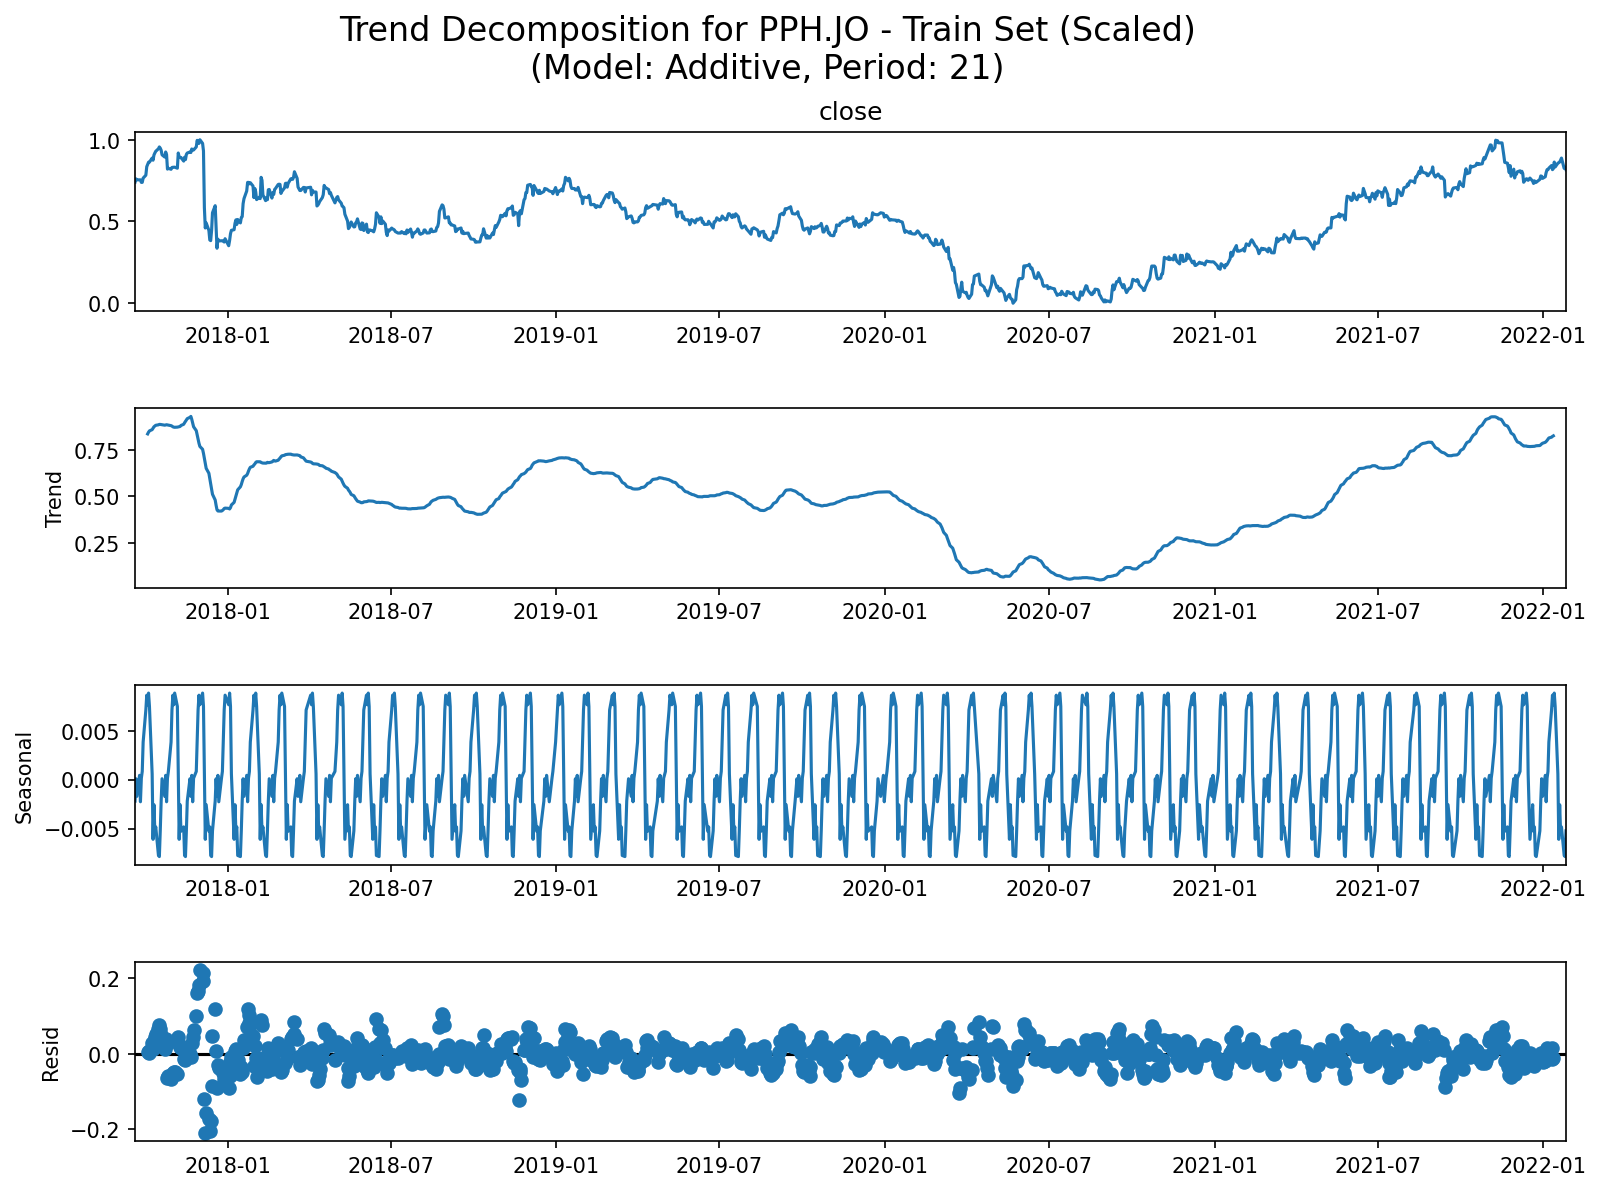 Trend Decomposition for PPH.JO - Train Set (Scaled)
(Model: Additive, Period: 21)
close
1.0
0.5
0.0
2018-01 2018-07 2019-01 2019-07 2020-01 2020-07 2021-01 2021-07 2022-01
Trend
0.75
0.50
0.25
2018-01 2018-07 2019-01 2019-07 2020-01 2020-07 2021-01 2021-07 2022-01
Seasonal
0.005
0.000
−0.005
2018-01 2018-07 2019-01 2019-07 2020-01 2020-07 2021-01 2021-07 2022-01
Resid
0.2
0.0
−0.2
2018-01 2018-07 2019-01 2019-07 2020-01 2020-07 2021-01 2021-07 2022-01